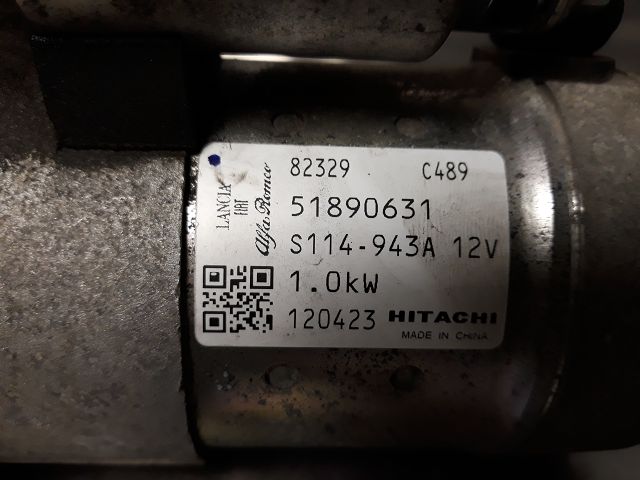 82329 C489
LANCIA
FIAT
Alfa Romeo
51890631
S114-943A 12V
1.0kW
120423 HITACHI
MADE IN CHINA